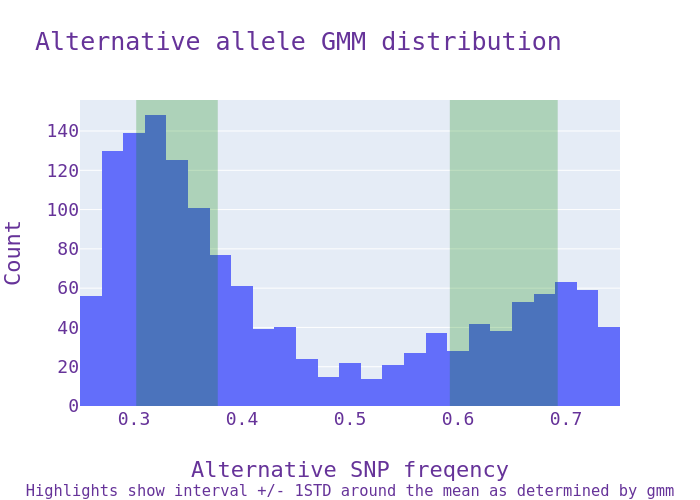 Alternative allele GMM distribution
140
120
100
80
60
40
20
0
Count
0.3 0.4 0.5 0.6 0.7
Alternative SNP freqency
Highlights show interval +/- 1STD around the mean as determined by gmm